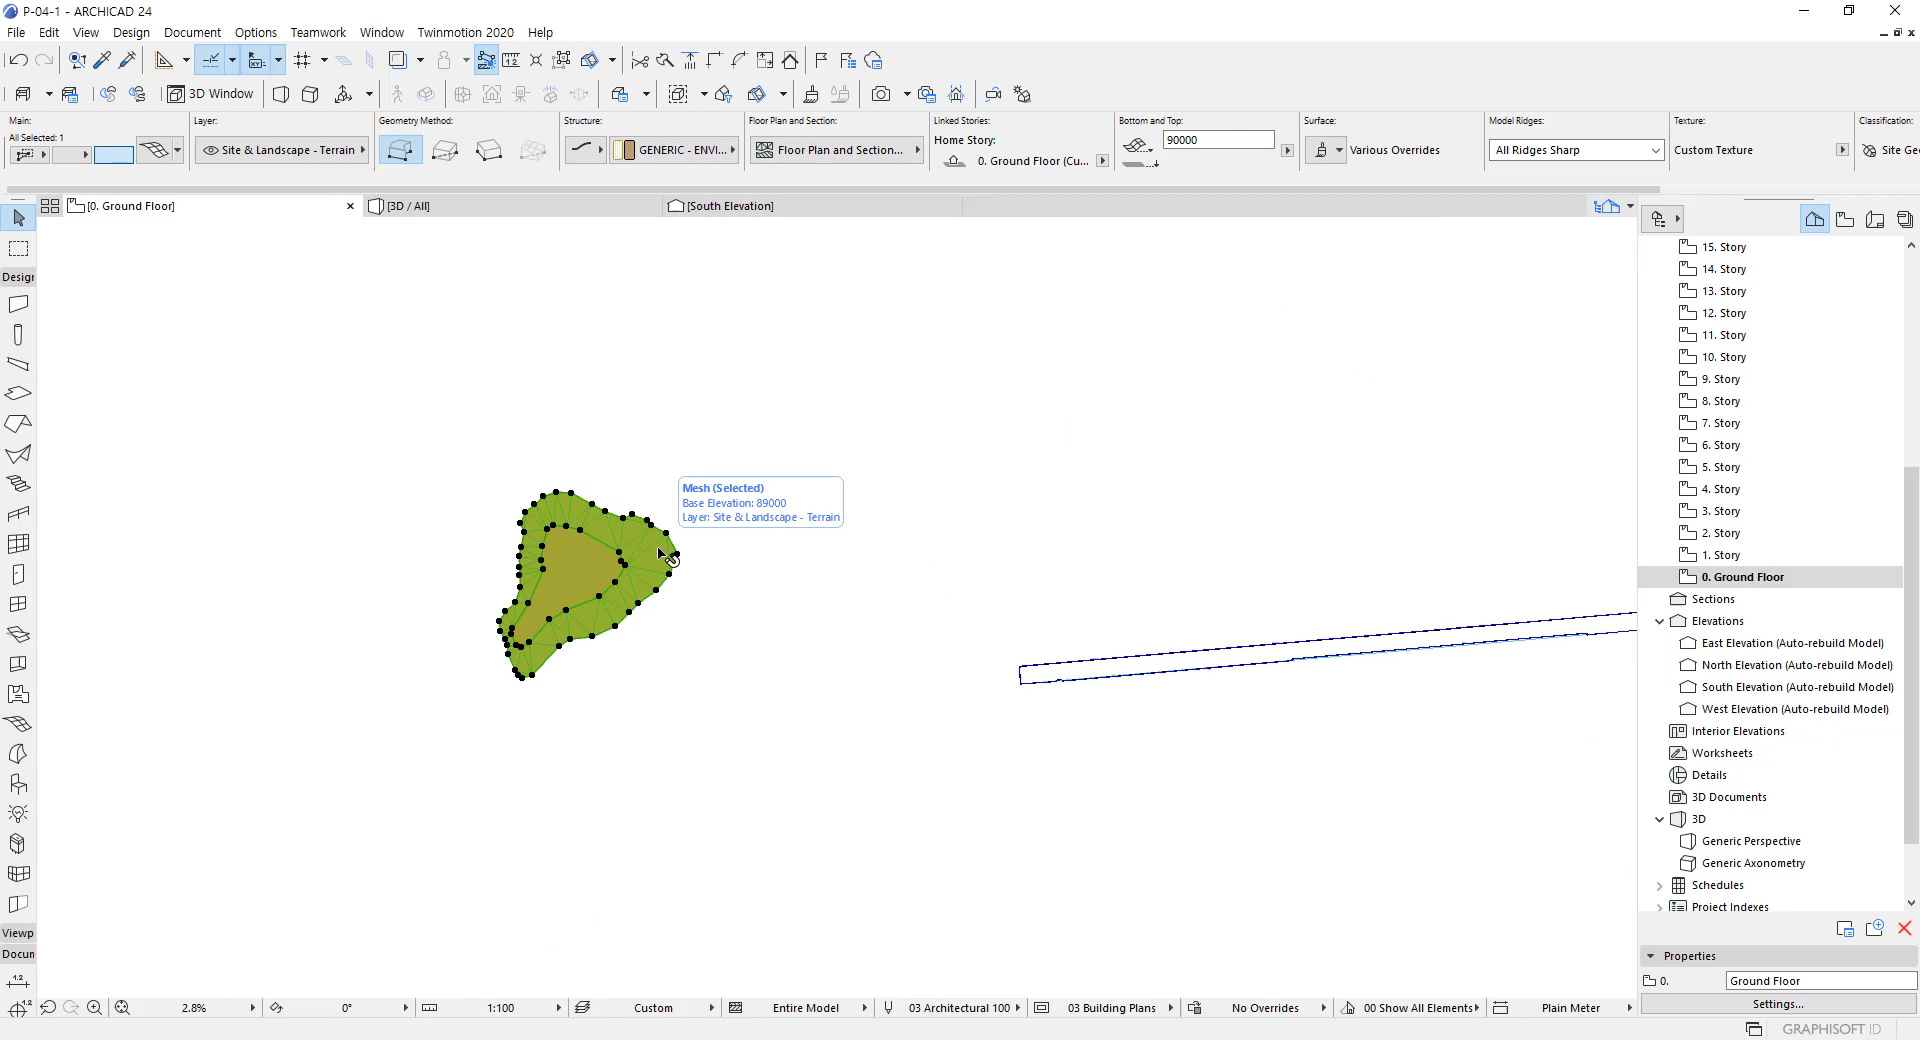 P-04-1 - ARCHICAD 24
File Edit View Design Document Options Teamwork Window Twinmotion 2020 Help
3D Window
Main: Layer: Geometry Method: Structure: Floor Plan and Section: Linked Stories: Bottom and Top: Surface: Model Ridges: Texture: Classification:
All Selected: 1
Home Story:
90000
Site & Landscape - Terrain
GENERIC - ENVI...
Floor Plan and Section...
0. Ground Floor (Cu...
Various Overrides
All Ridges Sharp
Custom Texture
Site Ge
[0. Ground Floor]
[3D / All]
[South Elevation]
Design
Viewp
Docun
1.2
1.2
Mesh (Selected)
Base Elevation: 89000
Layer: Site & Landscape - Terrain
15. Story
14. Story
13. Story
12. Story
11. Story
10. Story
9. Story
8. Story
7. Story
6. Story
5. Story
4. Story
3. Story
2. Story
1. Story
0. Ground Floor
Sections
Elevations
East Elevation (Auto-rebuild Model)
North Elevation (Auto-rebuild Model)
South Elevation (Auto-rebuild Model)
West Elevation (Auto-rebuild Model)
Interior Elevations
Worksheets
Details
3D Documents
3D
Generic Perspective
Generic Axonometry
Schedules
Project Indexes
Properties
0. Ground Floor
Settings...
2.8% 0° 1:100 Custom Entire Model 03 Architectural 100 03 Building Plans No Overrides 00 Show All Elements Plain Meter
GRAPHISOFT ID